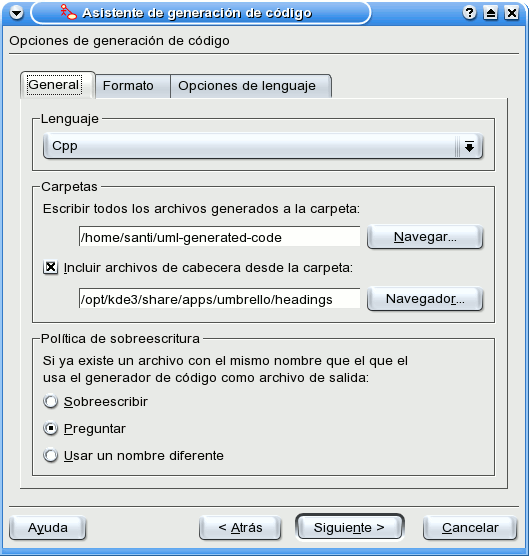 Asistente de generación de código
Opciones de generación de código
General
Formato
Opciones de lenguaje
Lenguaje
Cpp
Carpetas
Escribir todos los archivos generados a la carpeta:
/home/santi/uml-generated-code
Navegar...
Incluir archivos de cabecera desde la carpeta:
/opt/kde3/share/apps/umbrello/headings
Navegador...
Política de sobreescritura
Si ya existe un archivo con el mismo nombre que el que el
usa el generador de código como archivo de salida:
Sobreescribir
Preguntar
Usar un nombre diferente
Ayuda
< Atrás
Siguiente >
Cancelar